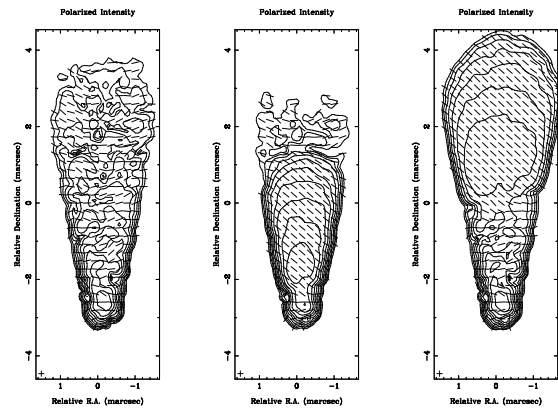 Polarized Intensity
Relative Declination (marcsec)
4
2
0
−2
−4
1
0
−1
Relative R.A. (marcsec)
Polarized Intensity
Relative Declination (marcsec)
4
2
0
−2
−4
1
0
−1
Relative R.A. (marcsec)
Polarized Intensity
Relative Declination (marcsec)
4
2
0
−2
−4
1
0
−1
Relative R.A. (marcsec)